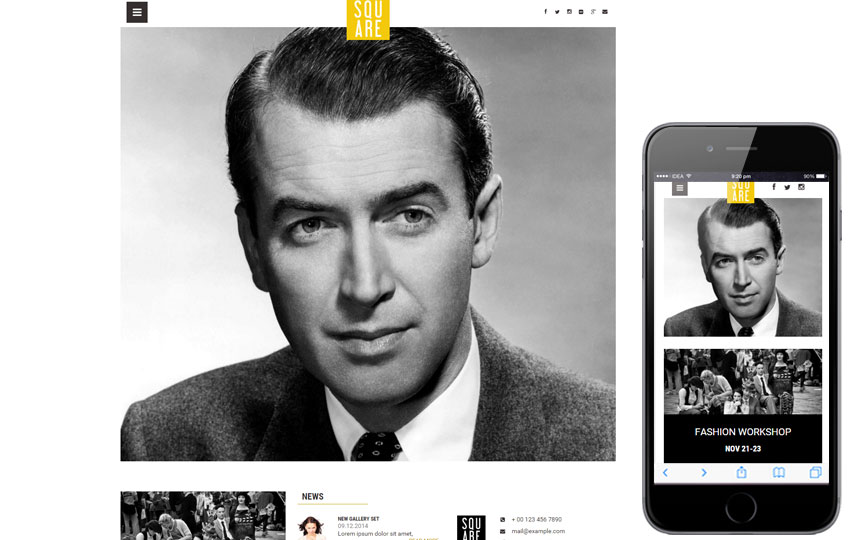 SQU
ARE
NEWS
NEW GALLERY SET
09.12.2014
Lorem ipsum dolor sit amet,
SQU
ARE
+ 00 123 456 7890
mail@example.com
IDEA
9:20 pm
90%
SQU
ARE
FASHION WORKSHOP
NOV 21-23